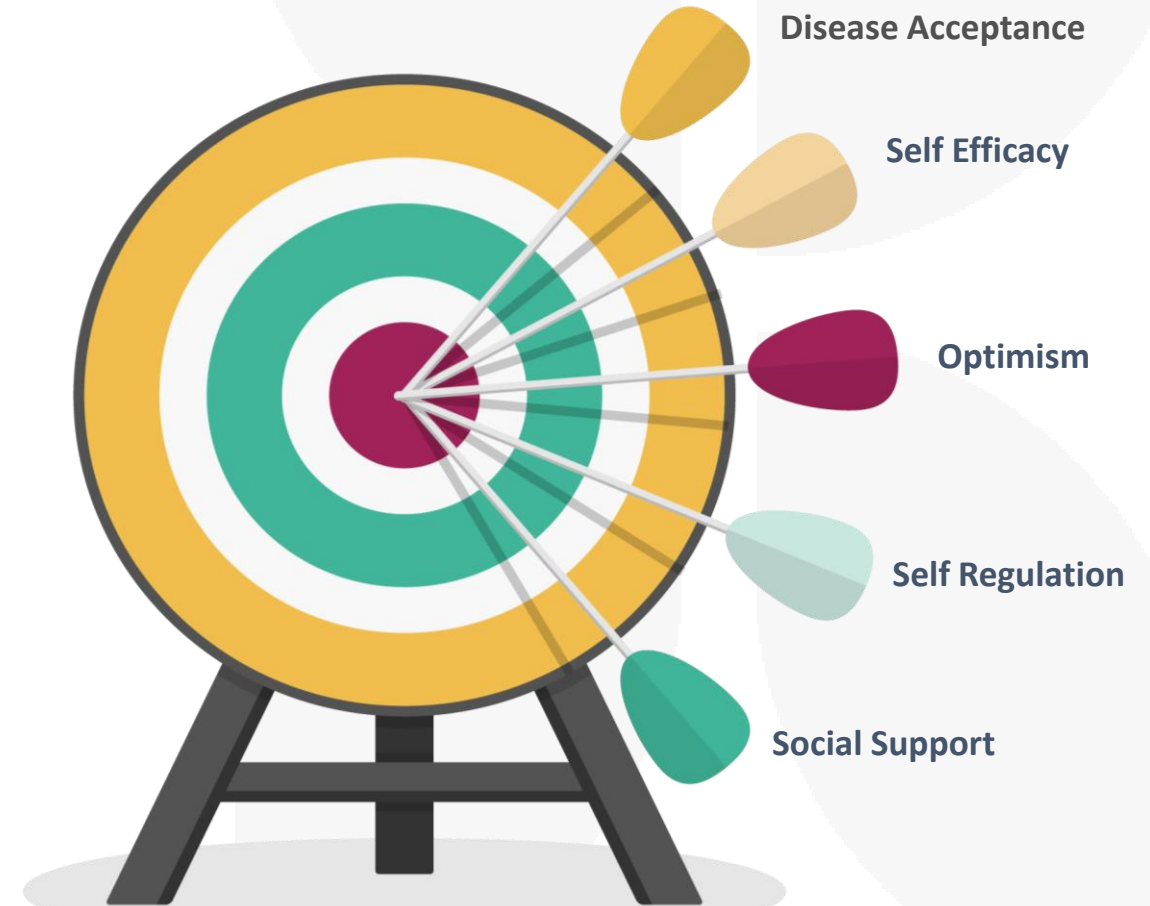 Disease Acceptance
Self Efficacy
Optimism
Self Regulation
Social Support